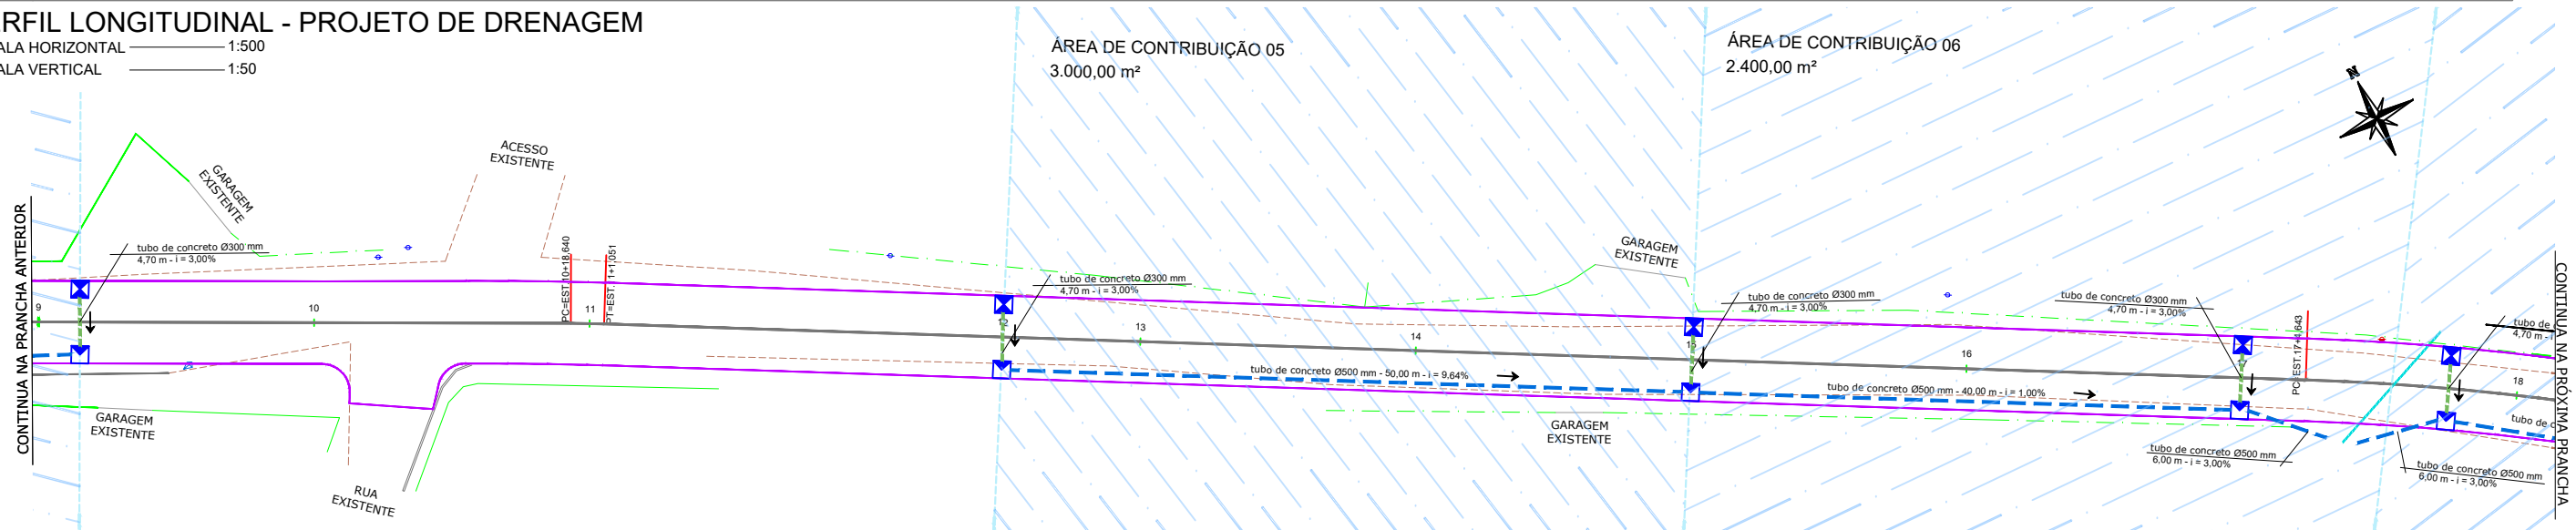 RFIL LONGITUDINAL - PROJETO DE DRENAGEM
ALA HORIZONTAL 1:500
ALA VERTICAL 1:50
ÁREA DE CONTRIBUIÇÃO 05
3.000,00 m²
ÁREA DE CONTRIBUIÇÃO 06
2.400,00 m²
N
CONTINUA NA PRANCHA ANTERIOR
GARAGEM
EXISTENTE
ACESSO
EXISTENTE
tubo de concreto Ø300 mm
4,70 m - i = 3,00%
9
10
PC=EST.10+18,640
11
tubo de concreto Ø300 mm
4,70 m - i = 3,00%
13
14
GARAGEM
EXISTENTE
tubo de concreto Ø300 mm
4,70 m - i = 3,00%
tubo de concreto Ø300 mm
4,70 m - i = 3,00%
16
tubo de
4,70 m - i
18
tubo de concreto Ø500 mm - 50,00 m - i = 9.64%
tubo de concreto Ø500 mm - 40,00 m - i = 1,00%
GARAGEM
EXISTENTE
RUA
EXISTENTE
GARAGEM
EXISTENTE
tubo de concreto Ø500 mm
6,00 m - i = 3,00%
tubo de concreto Ø500 mm
6,00 m - i = 3,00%
tubo de c
CONTINUA NA PRÓXIMA PRANCHA